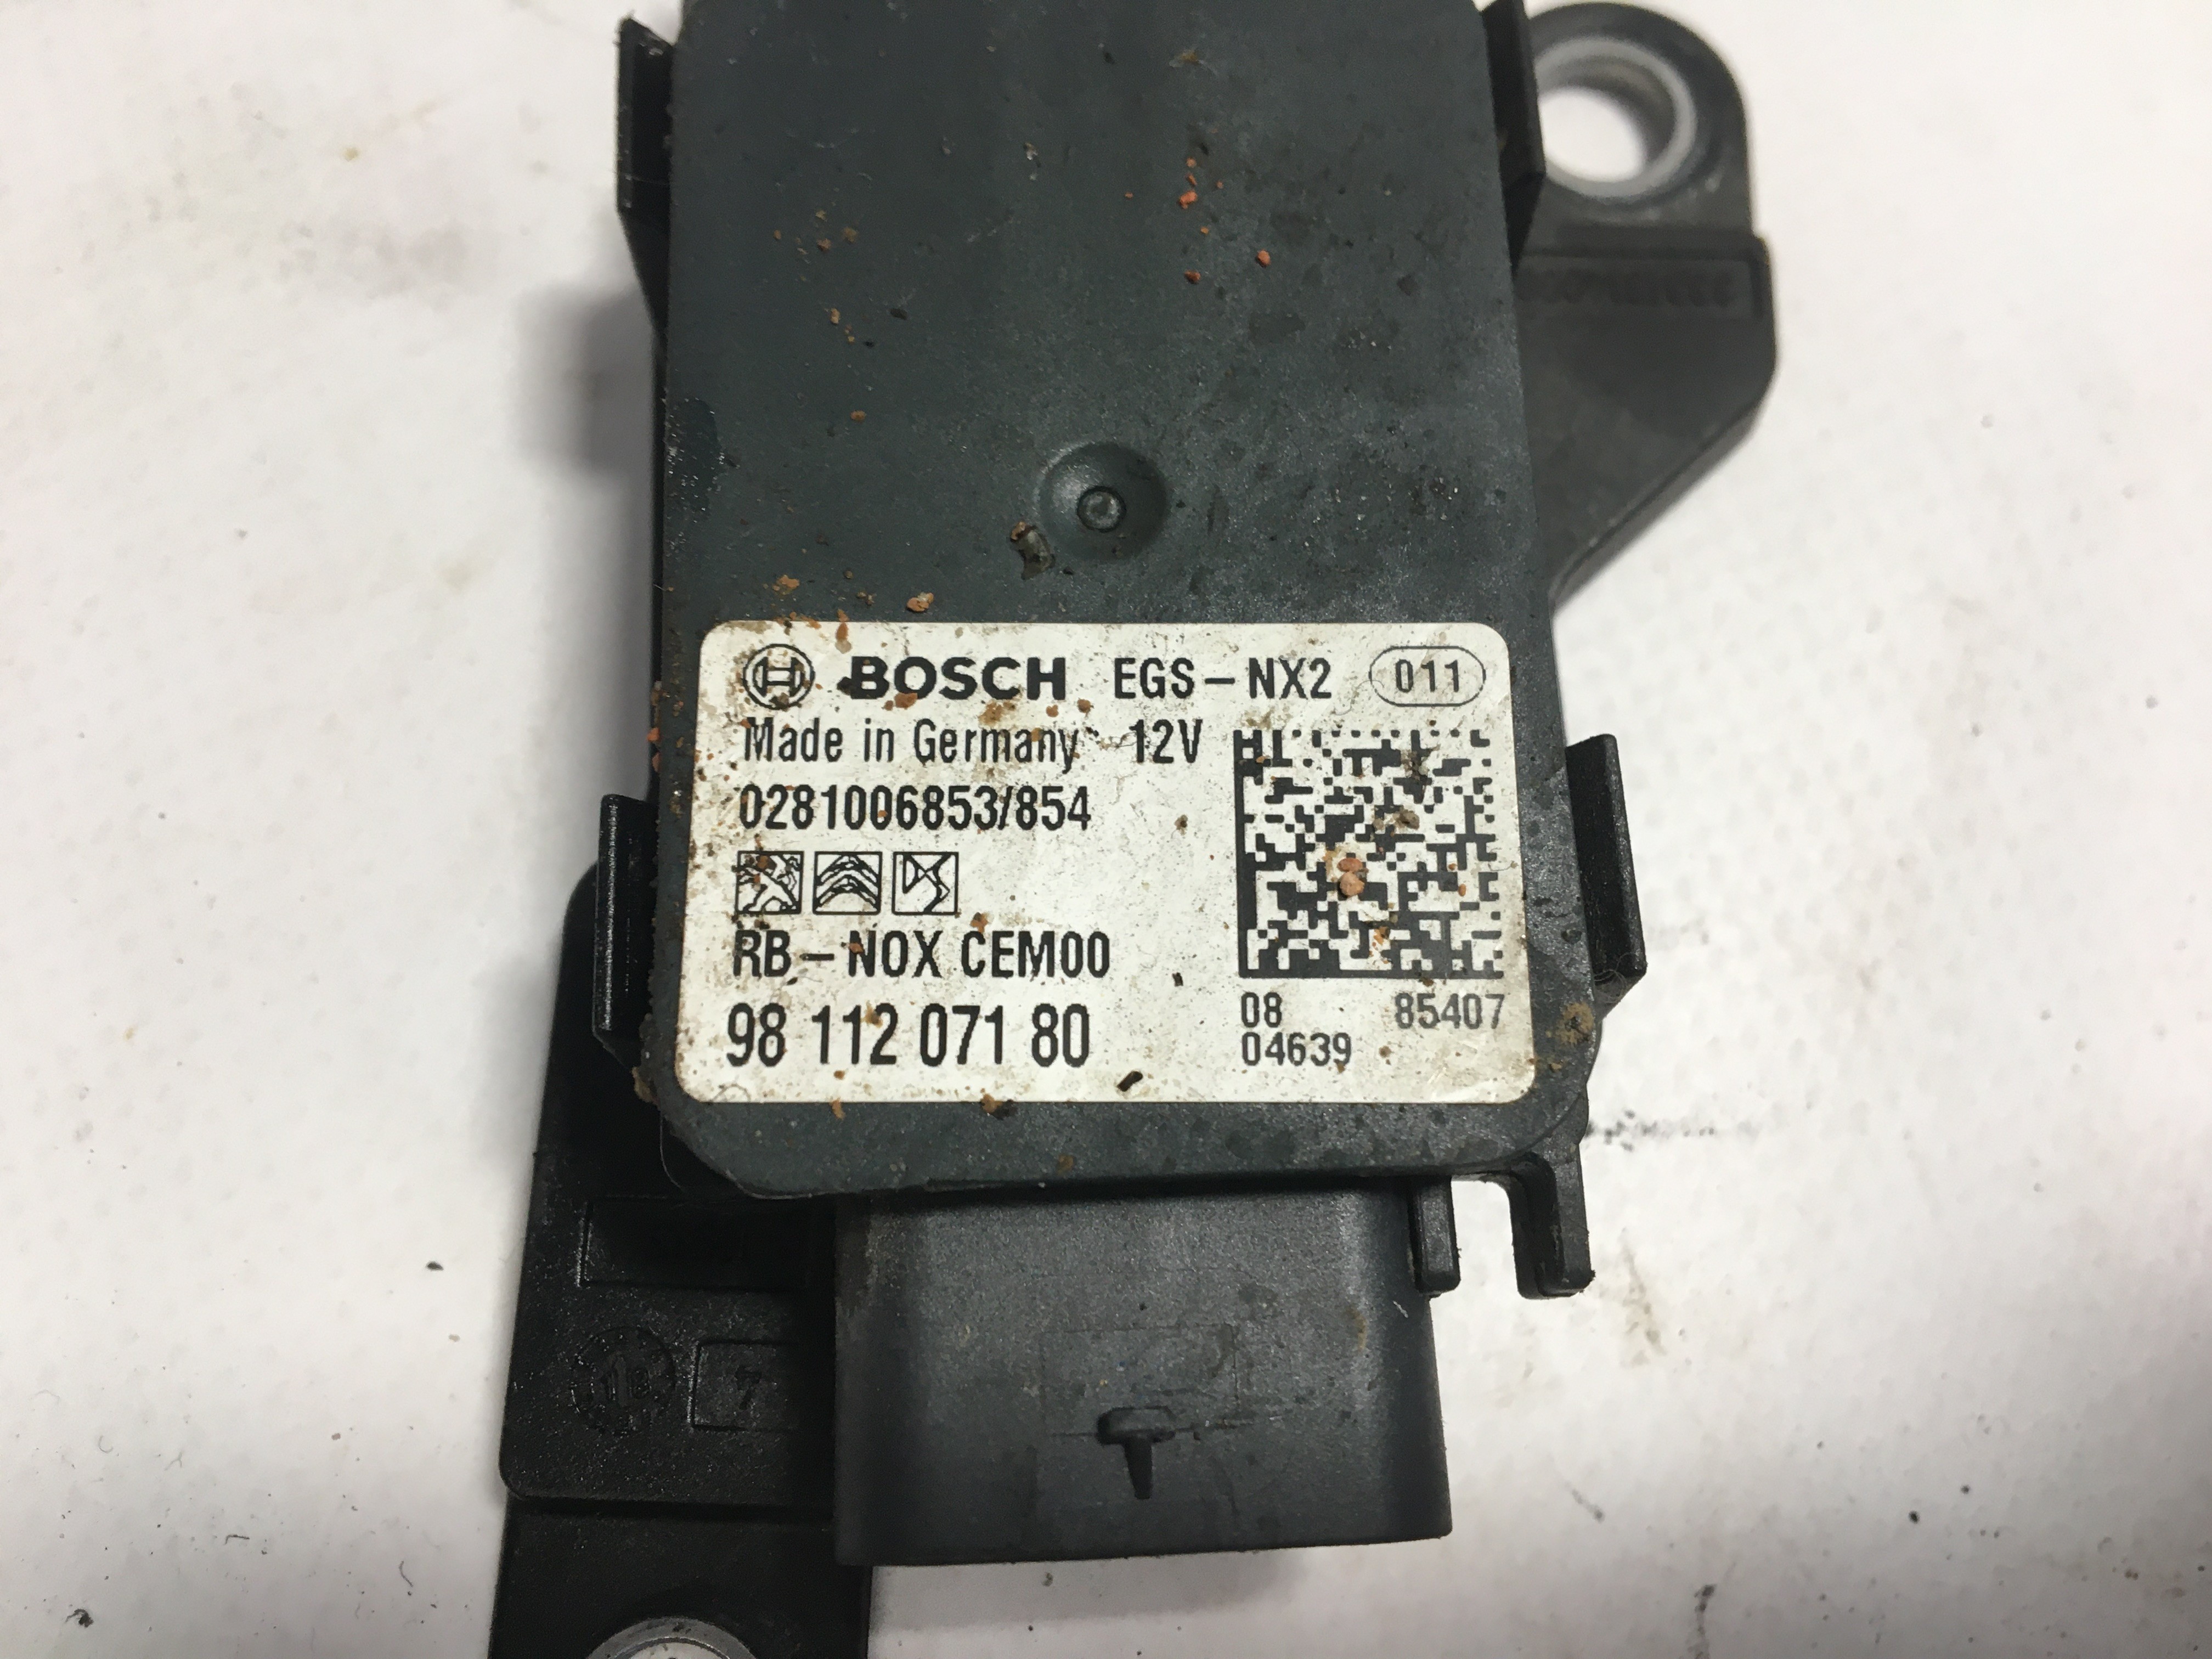 BOSCH EGS-NX2 011
Made in Germany 12V
0281006853/854
RB-NOX CEM00
98 112 071 80
08 85407
04639
7